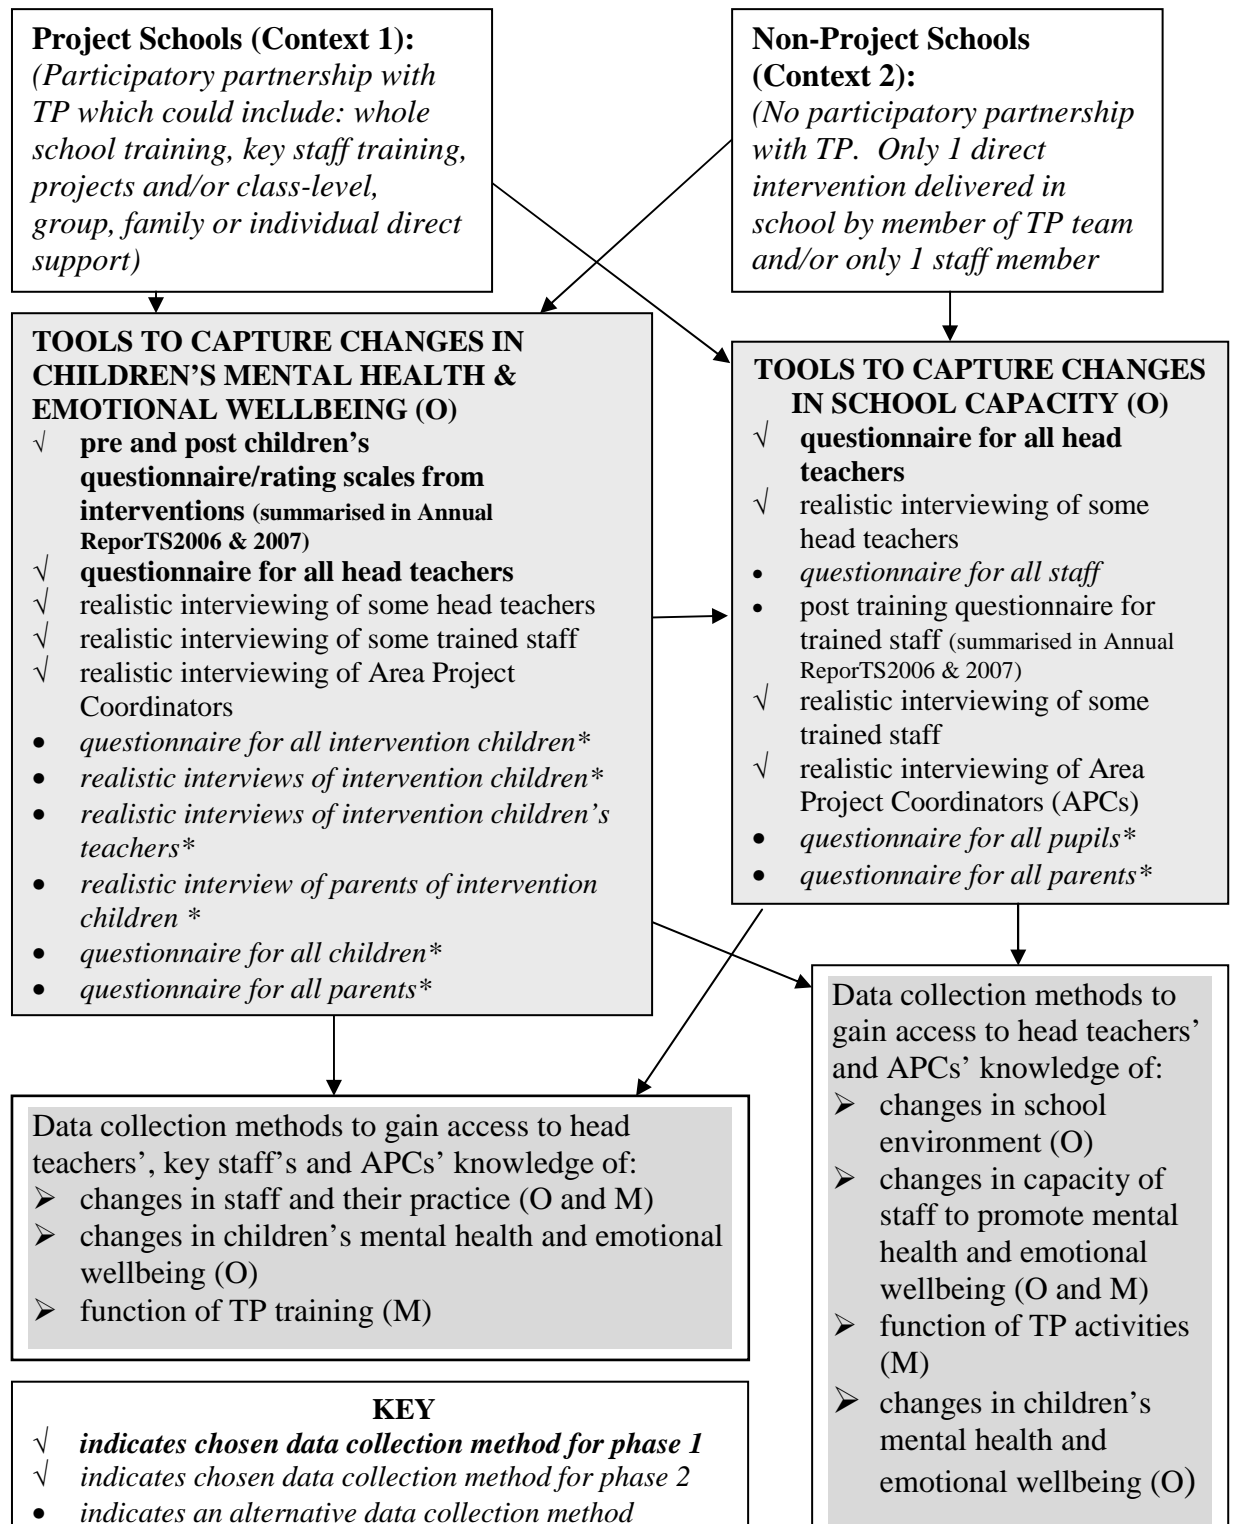 Project Schools (Context 1):
(Participatory partnership with
TP which could include: whole
school training, key staff training,
projects and/or class-level,
group, family or individual direct
support)
Non-Project Schools
(Context 2):
(No participatory partnership
with TP.  Only 1 direct
intervention delivered in
school by member of TP team
and/or only 1 staff member
TOOLS TO CAPTURE CHANGES IN
CHILDREN'S MENTAL HEALTH &
EMOTIONAL WELLBEING (O)
√ pre and post children's
questionnaire/rating scales from
interventions (summarised in Annual
ReporTS2006 & 2007)
√ questionnaire for all head teachers
√ realistic interviewing of some head teachers
√ realistic interviewing of some trained staff
√ realistic interviewing of Area Project
Coordinators
• questionnaire for all intervention children*
• realistic interviews of intervention children*
• realistic interviews of intervention children's
teachers*
• realistic interview of parents of intervention
children *
• questionnaire for all children*
• questionnaire for all parents*
TOOLS TO CAPTURE CHANGES
IN SCHOOL CAPACITY (O)
√ questionnaire for all head
teachers
√ realistic interviewing of some
head teachers
• questionnaire for all staff
• post training questionnaire for
trained staff (summarised in Annual
ReporTS2006 & 2007)
√ realistic interviewing of some
trained staff
√ realistic interviewing of Area
Project Coordinators (APCs)
• questionnaire for all pupils*
• questionnaire for all parents*
Data collection methods to gain access to head
teachers', key staff's and APCs' knowledge of:
➢ changes in staff and their practice (O and M)
➢ changes in children's mental health and emotional
wellbeing (O)
➢ function of TP training (M)
Data collection methods to
gain access to head teachers'
and APCs' knowledge of:
➢ changes in school
environment (O)
➢ changes in capacity of
staff to promote mental
health and emotional
wellbeing (O and M)
➢ function of TP activities
(M)
➢ changes in children's
mental health and
emotional wellbeing (O)
KEY
√ indicates chosen data collection method for phase 1
√ indicates chosen data collection method for phase 2
• indicates an alternative data collection method